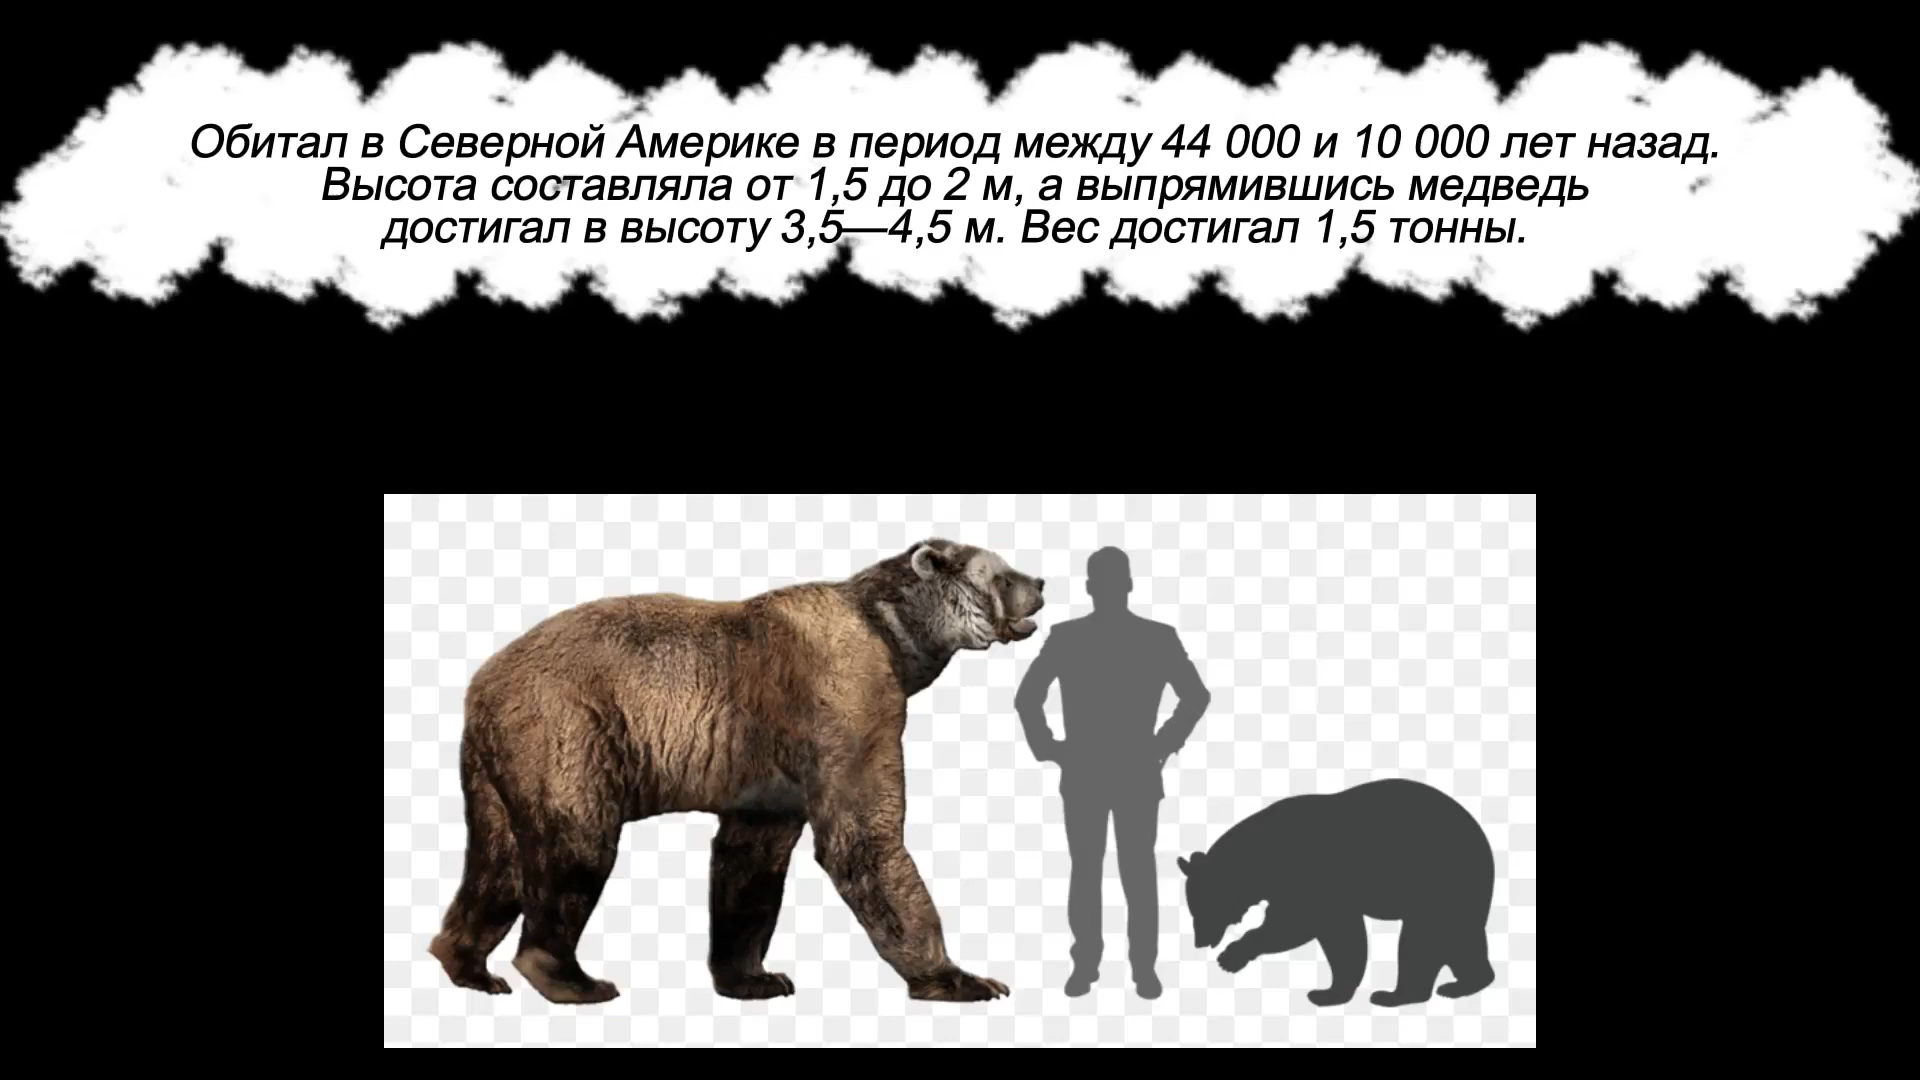 Обитал в Северной Америке в период между 44 000 и 10 000 лет назад.
Высота составляла от 1,5 до 2 м, а выпрямившись медведь
достигал в высоту 3,5—4,5 м. Вес достигал 1,5 тонны.